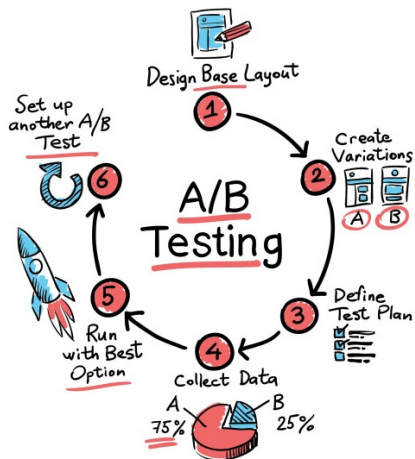 Design Base Layout
1
Create
Variations
2
A
B
Define
Test Plan
3
4
Collect Data
A
B
75%
25%
5
Run
with Best
Option
Set up
another A/B
Test
6
A/B
Testing